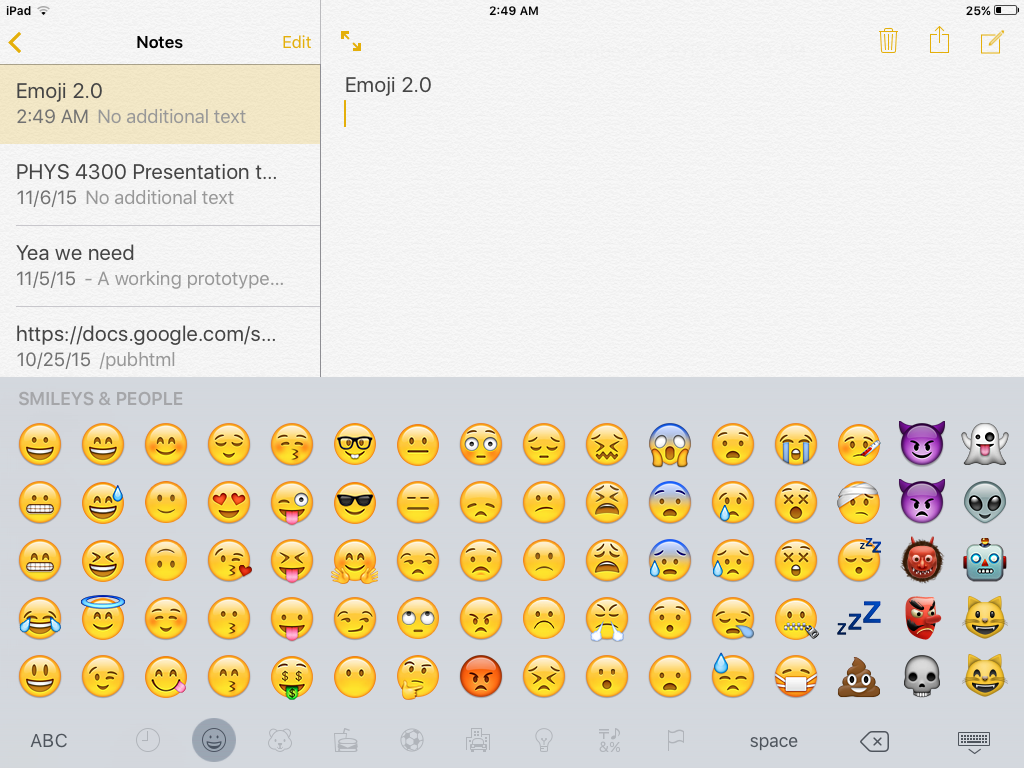 iPad 2:49 AM 25%
Notes Edit
Emoji 2.0
2:49 AM No additional text
PHYS 4300 Presentation t...
11/6/15 No additional text
Yea we need
11/5/15 - A working prototype...
https://docs.google.com/s...
10/25/15 /pubhtml
Emoji 2.0
SMILEYS & PEOPLE
ABC space